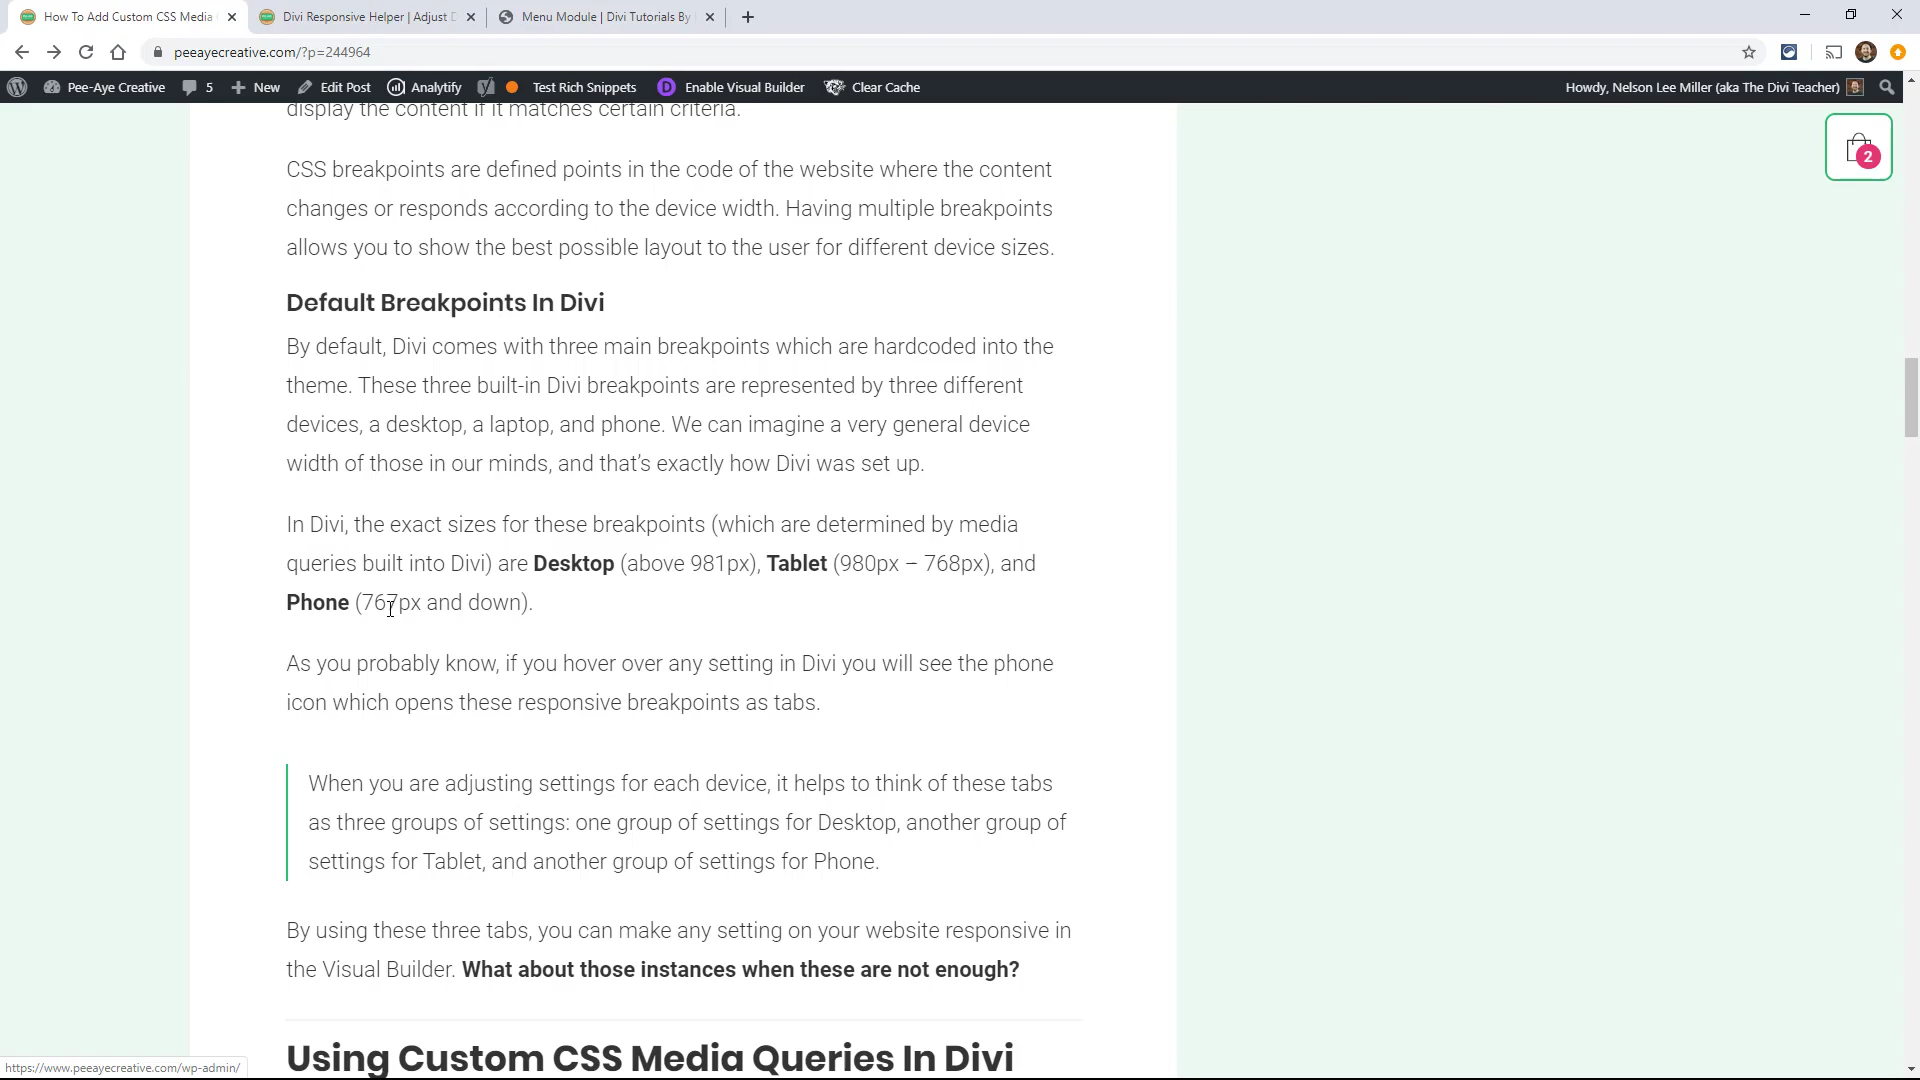 How To Add Custom CSS Media
Divi Responsive Helper | Adjust D
Menu Module | Divi Tutorials By
peeayecreative.com/?p=244964
Pee-Aye Creative
5
New
Edit Post
Analytify
Test Rich Snippets
Enable Visual Builder
Clear Cache
Howdy, Nelson Lee Miller (aka The Divi Teacher)
2
display the content if it matches certain criteria.
CSS breakpoints are defined points in the code of the website where the content
changes or responds according to the device width. Having multiple breakpoints
allows you to show the best possible layout to the user for different device sizes.
Default Breakpoints In Divi
By default, Divi comes with three main breakpoints which are hardcoded into the
theme. These three built-in Divi breakpoints are represented by three different
devices, a desktop, a laptop, and phone. We can imagine a very general device
width of those in our minds, and that's exactly how Divi was set up.
In Divi, the exact sizes for these breakpoints (which are determined by media
queries built into Divi) are Desktop (above 981px), Tablet (980px – 768px), and
Phone (767px and down).
As you probably know, if you hover over any setting in Divi you will see the phone
icon which opens these responsive breakpoints as tabs.
When you are adjusting settings for each device, it helps to think of these tabs
as three groups of settings: one group of settings for Desktop, another group of
settings for Tablet, and another group of settings for Phone.
By using these three tabs, you can make any setting on your website responsive in
the Visual Builder. What about those instances when these are not enough?
Using Custom CSS Media Queries In Divi
https://www.peeayecreative.com/wp-admin/